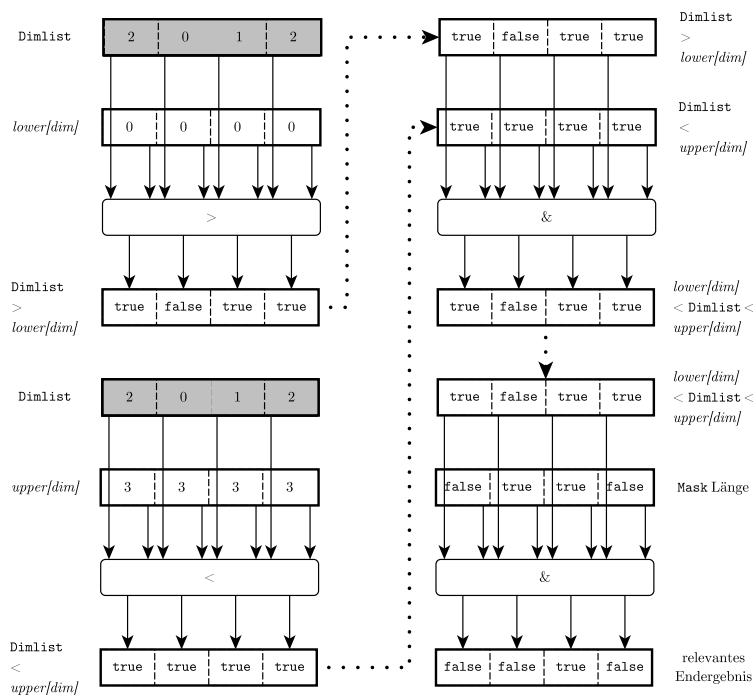 Dimlist 2 0 1 2
lower[dim] 0 0 0 0
>
Dimlist
>
lower[dim]
true false true true
Dimlist 2 0 1 2
upper[dim] 3 3 3 3
<
Dimlist
<
upper[dim]
true true true true
true false true true
Dimlist
>
lower[dim]
true true true true
Dimlist
<
upper[dim]
&
true false true true
lower[dim]
< Dimlist <
upper[dim]
true false true true
lower[dim]
< Dimlist <
upper[dim]
false true true false Mask Länge
&
false false true false
relevantes
Endergebnis